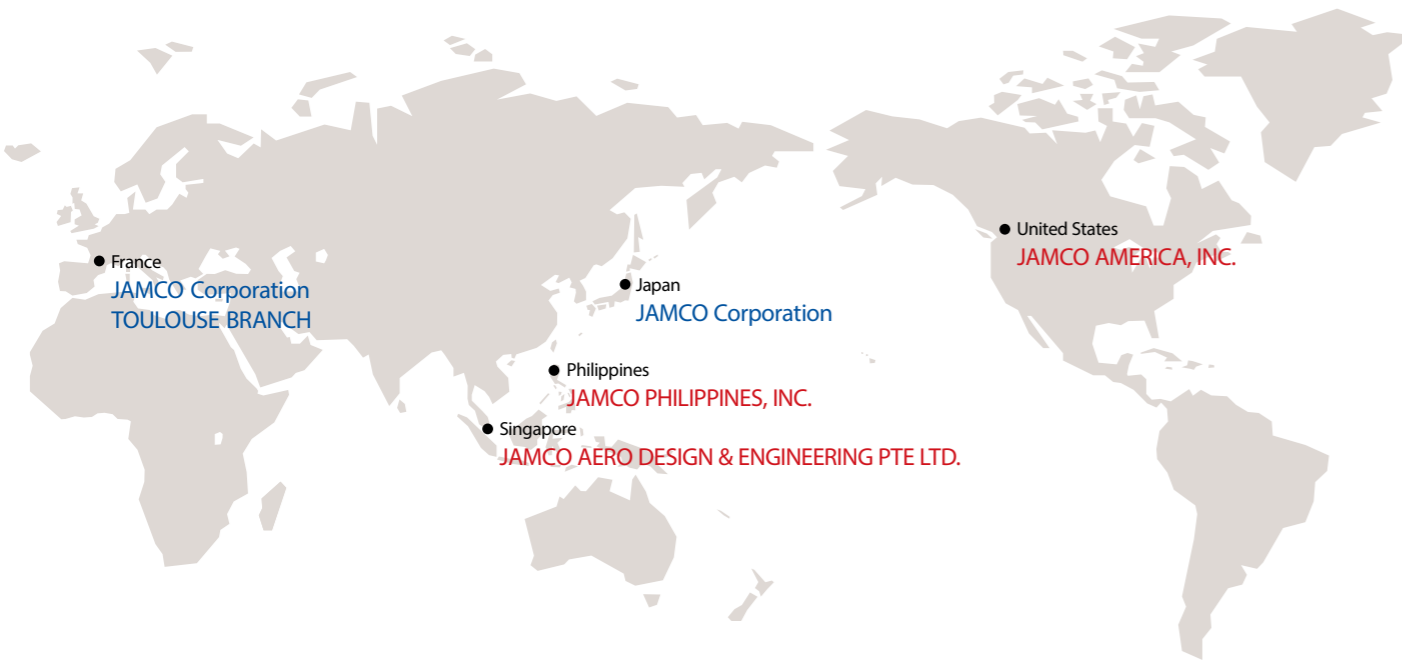 United States
JAMCO AMERICA, INC.
France
JAMCO Corporation
TOULOUSE BRANCH
Japan
JAMCO Corporation
Philippines
JAMCO PHILIPPINES, INC.
Singapore
JAMCO AERO DESIGN & ENGINEERING PTE LTD.